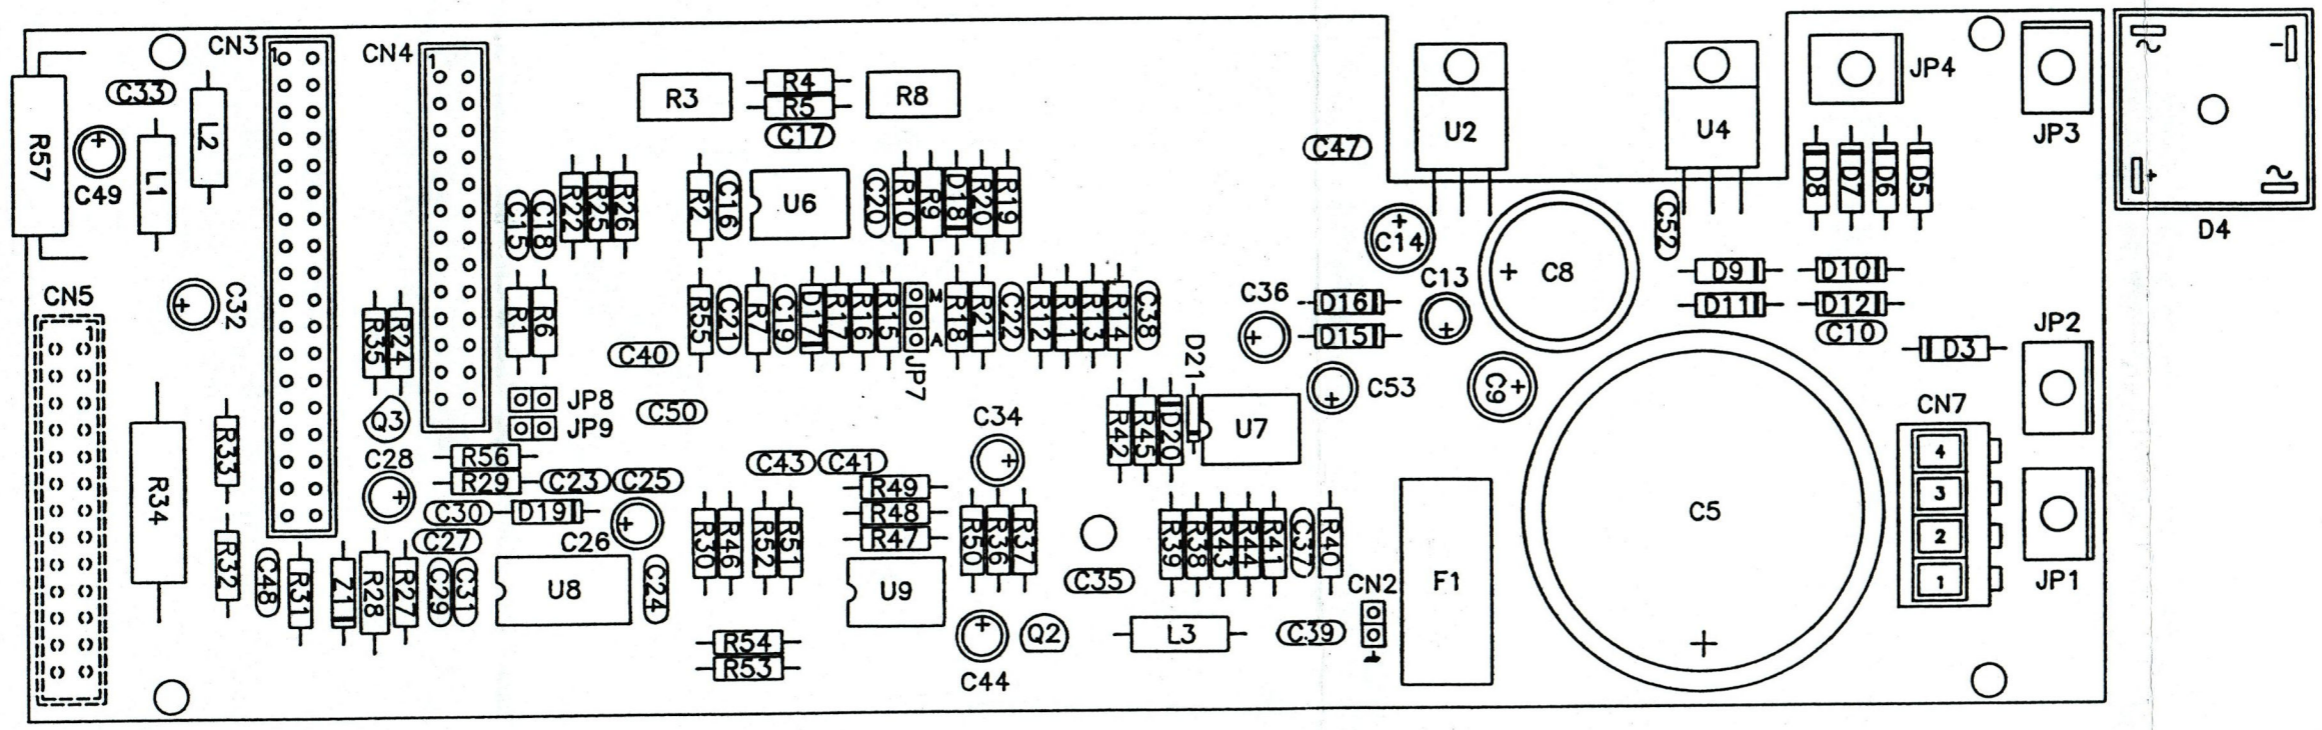 CN3
1
CN4
1
R57
C33
C49
L2
L1
C32
CN5
1
R34
R33
R32
C48
R31
Z1
R28
R27
C29
C31
R35
R24
Q3
C28
R56
R29
C23
C25
C30
D19
C27
C26
U8
C24
C15
C18
R22
R25
R26
R1
R6
JP8
JP9
C40
C50
R3
R4
R5
C17
R8
R2
C16
U6
C20
R10
R9
D18
R20
R19
R55
C21
R7
C19
D17
R17
R16
R15
M
A
JP7
R18
R21
C22
R12
R11
R13
R14
C38
C43
C41
R49
R48
R47
R30
R46
R52
R51
U9
R54
R53
C34
R50
R36
R37
C44
Q2
C35
L3
R42
R45
D20
D21
U7
R39
R38
R43
R44
R41
C37
R40
C39
CN2
F1
C47
U2
U4
C14
C13
C36
D16
D15
C53
C9
+
C8
C52
C5
+
D9
D10
D11
D12
C10
D3
D8
D7
D6
D5
JP4
JP3
JP2
JP1
CN7
4
3
2
1
~
-
+
~
D4